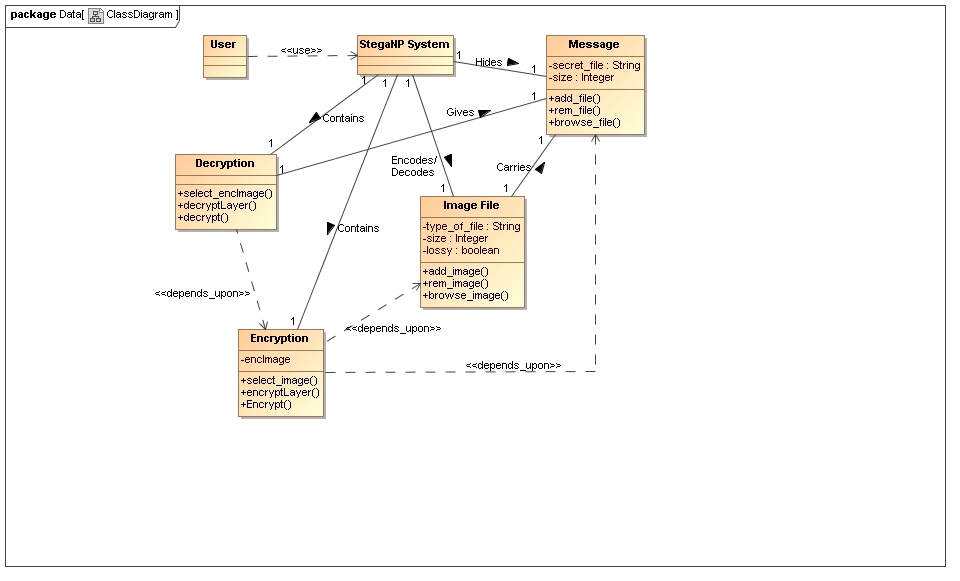 package Data[ ClassDiagram ]
User
<<use>>
StegaNP System
1
Hides
1
Message
-secret_file : String
-size : Integer
+add_file()
+rem_file()
+browse_file()
1
1
1
Contains
1
Gives
1
1
Decryption
+select_encImage()
+decryptLayer()
+decrypt()
Encodes/
Decodes
1
Carries
1
1
Image File
-type_of_file : String
-size : Integer
-lossy : boolean
+add_image()
+rem_image()
+browse_image()
Contains
1
<<depends_upon>>
<<depends_upon>>
Encryption
-encImage
+select_image()
+encryptLayer()
+Encrypt()
<<depends_upon>>